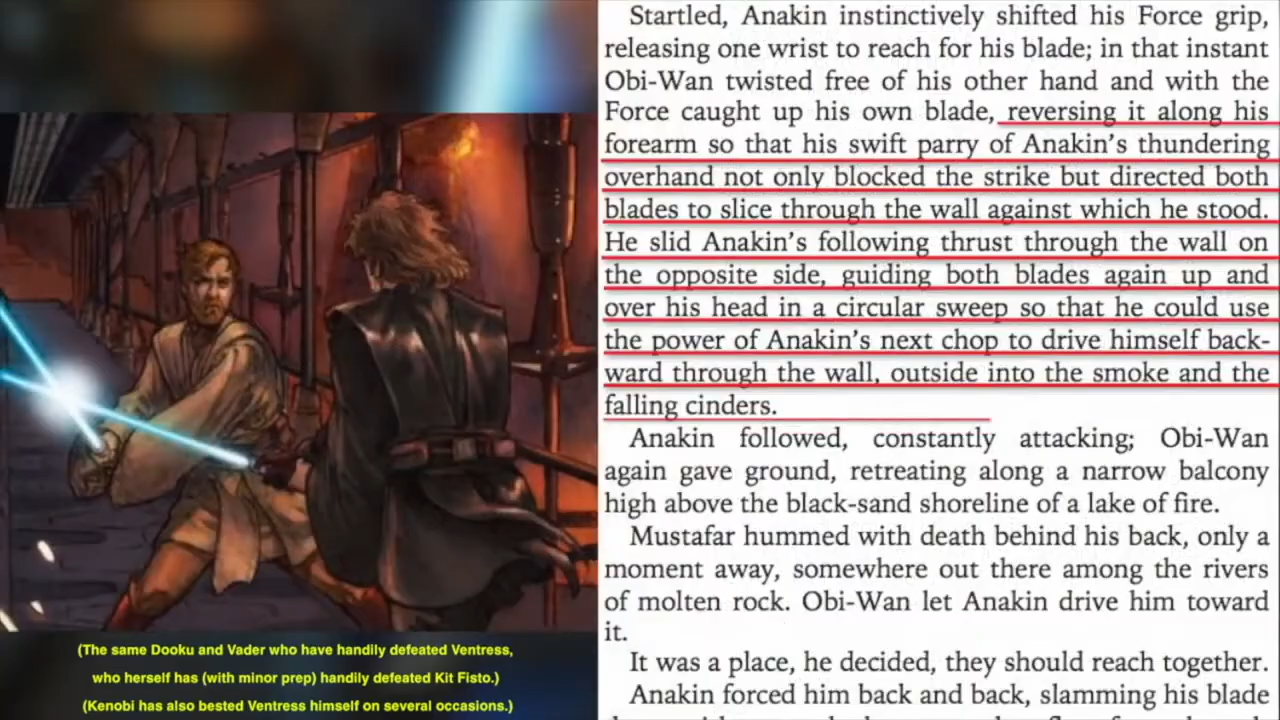 Startled, Anakin instinctively shifted his Force grip,
releasing one wrist to reach for his blade; in that instant
Obi-Wan twisted free of his other hand and with the
Force caught up his own blade, reversing it along his
forearm so that his swift parry of Anakin's thundering
overhand not only blocked the strike but directed both
blades to slice through the wall against which he stood.
He slid Anakin's following thrust through the wall on
the opposite side, guiding both blades again up and
over his head in a circular sweep so that he could use
the power of Anakin's next chop to drive himself back-
ward through the wall, outside into the smoke and the
falling cinders.
Anakin followed, constantly attacking; Obi-Wan
again gave ground, retreating along a narrow balcony
high above the black-sand shoreline of a lake of fire.
Mustafar hummed with death behind his back, only a
moment away, somewhere out there among the rivers
of molten rock. Obi-Wan let Anakin drive him toward
it.
It was a place, he decided, they should reach together.
Anakin forced him back and back, slamming his blade
(The same Dooku and Vader who have handily defeated Ventress,
who herself has (with minor prep) handily defeated Kit Fisto.)
(Kenobi has also bested Ventress himself on several occasions.)